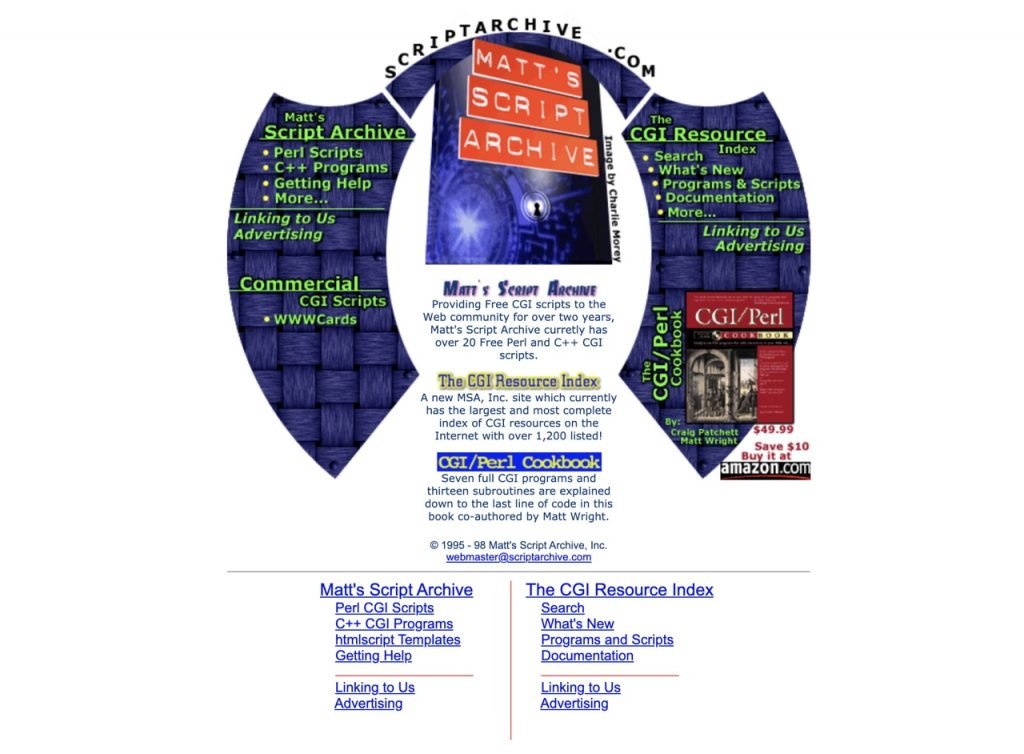 SCRIPTARCHIVE.COM
MATT'S
SCRIPT
ARCHIVE
Image by Charlie Morey
Matt's
Script Archive
• Perl Scripts
• C++ Programs
• Getting Help
• More...
Linking to Us
Advertising
Commercial
CGI Scripts
• WWWCards
The
CGI Resource
Index
• Search
• What's New
• Programs & Scripts
• Documentation
• More...
Linking to Us
Advertising
The
CGI/Perl
Cookbook
CGI/Perl
COOKBOOK
By:
Craig Patchett
Matt Wright
$49.99
Save $10
Buy it at
amazon.com
Matt's Script Archive
Providing Free CGI scripts to the
Web community for over two years,
Matt's Script Archive curretly has
over 20 Free Perl and C++ CGI
scripts.
The CGI Resource Index
A new MSA, Inc. site which currently
has the largest and most complete
index of CGI resources on the
Internet with over 1,200 listed!
CGI/Perl Cookbook
Seven full CGI programs and
thirteen subroutines are explained
down to the last line of code in this
book co-authored by Matt Wright.
© 1995 - 98 Matt's Script Archive, Inc.
webmaster@scriptarchive.com
Matt's Script Archive
Perl CGI Scripts
C++ CGI Programs
htmlscript Templates
Getting Help
Linking to Us
Advertising
The CGI Resource Index
Search
What's New
Programs and Scripts
Documentation
Linking to Us
Advertising